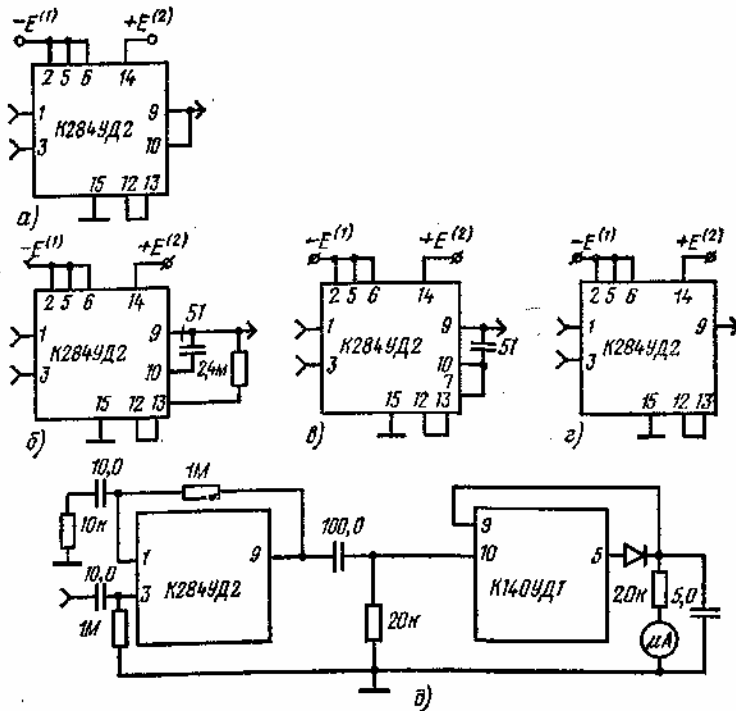 -E(1) +E(2)
2 5 6 14
1 К284УД2 9
3 10
15 12 13
а)
-E(1) +E(2)
2 5 6 14
1 К284УД2 9 51
3 10 2,4м
15 12 13
б)
-E(1) +E(2)
2 5 6 14
1 К284УД2 9
3 10 51
7
15 12 13
в)
-E(1) +E(2)
2 5 6 14
1 К284УД2 9
3
15 12 13
г)
10,0 1М
10к
1 К284УД2 9
10,0 3
1М
100,0
20к
9
10 К140УД1 5
20к 5,0
μА
д)